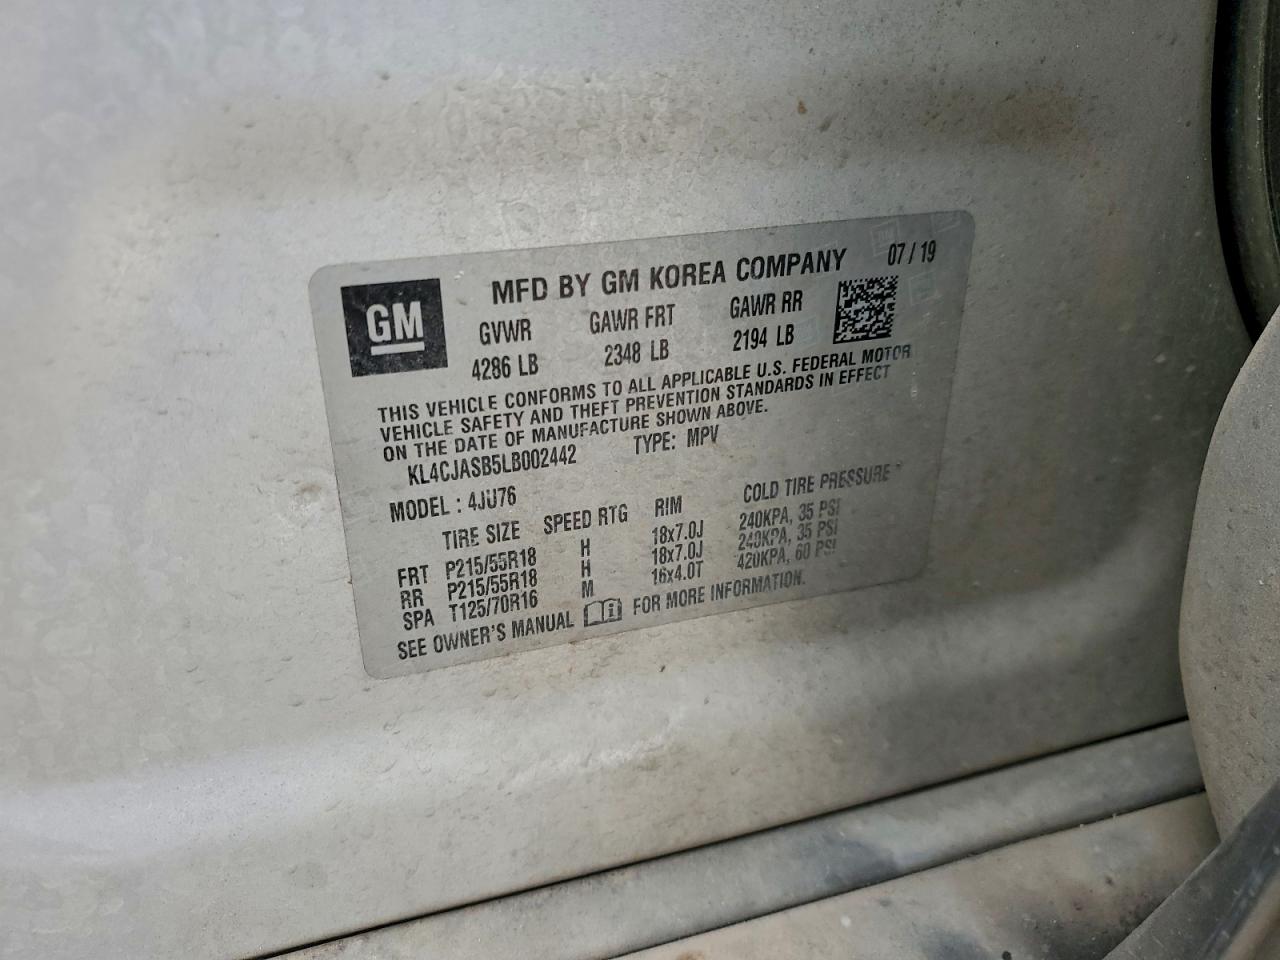 GM
MFD BY GM KOREA COMPANY 07 / 19
GVWR GAWR FRT GAWR RR
4286 LB 2348 LB 2194 LB
THIS VEHICLE CONFORMS TO ALL APPLICABLE U.S. FEDERAL MOTOR
VEHICLE SAFETY AND THEFT PREVENTION STANDARDS IN EFFECT
ON THE DATE OF MANUFACTURE SHOWN ABOVE.
KL4CJASB5LB002442 TYPE: MPV
MODEL : 4JU76
TIRE SIZE SPEED RTG RIM COLD TIRE PRESSURE
FRT P215/55R18 H 18x7.0J 240KPA, 35 PSI
RR P215/55R18 H 18x7.0J 240KPA, 35 PSI
SPA T125/70R16 M 16x4.0T 420KPA, 60 PSI
SEE OWNER'S MANUAL FOR MORE INFORMATION.